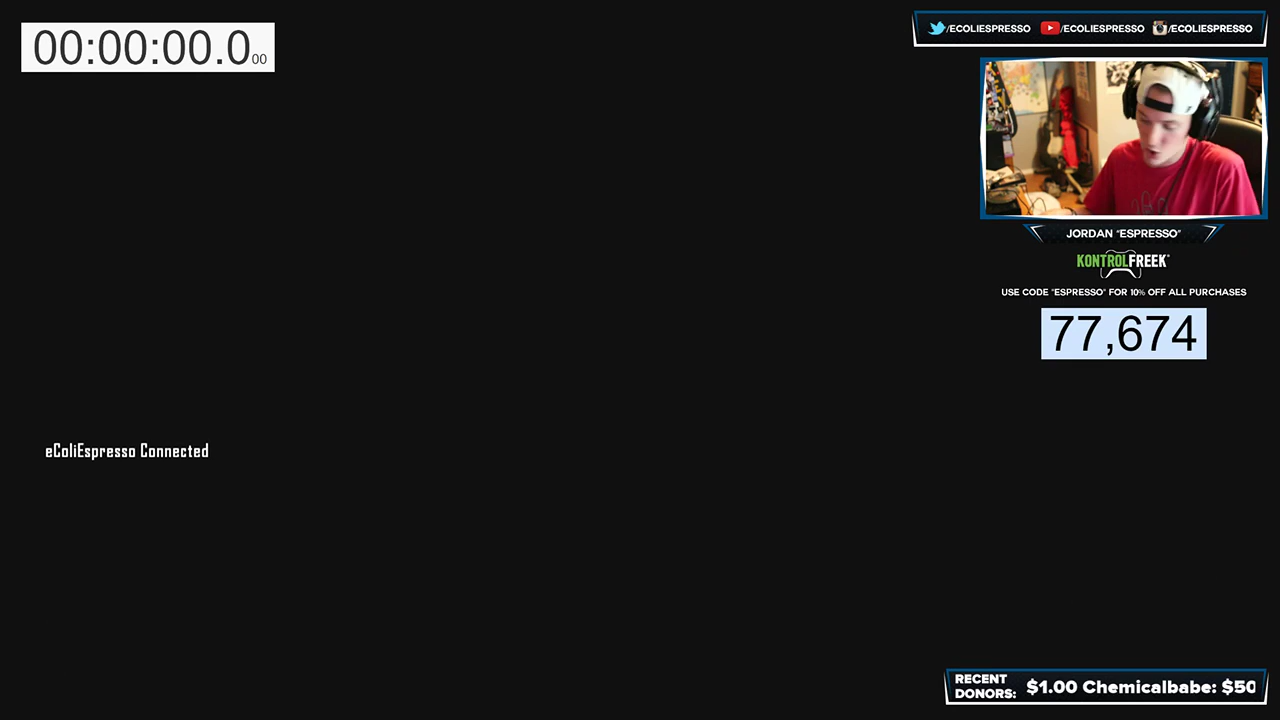 00:00:00.000
/ECOLIESPRESSO /ECOLIESPRESSO /ECOLIESPRESSO
JORDAN "ESPRESSO"
KONTROLFREEK®
USE CODE "ESPRESSO" FOR 10% OFF ALL PURCHASES
77,674
eColiEspresso Connected
RECENT DONORS:
$1.00 Chemicalbabe: $50